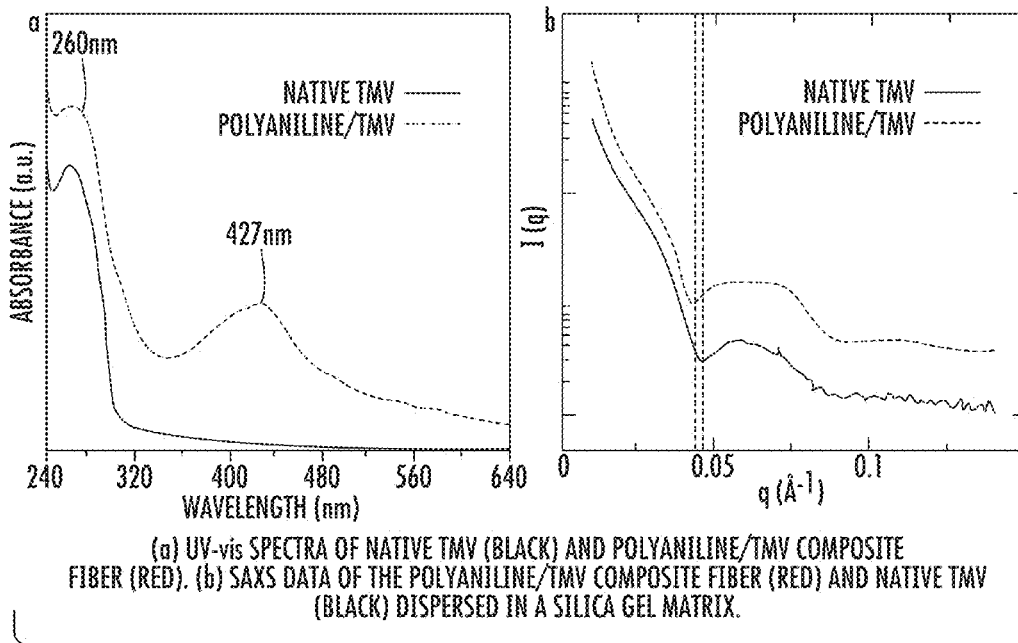 a
260nm
NATIVE TMV
POLYANILINE/TMV
427nm
ABSORBANCE (a.u.)
240 320 400 480 560 640
WAVELENGTH (nm)
b
NATIVE TMV
POLYANILINE/TMV
I (q)
0 0.05 0.1
q (Å-1)
(a) UV-vis SPECTRA OF NATIVE TMV (BLACK) AND POLYANILINE/TMV COMPOSITE
FIBER (RED). (b) SAXS DATA OF THE POLYANILINE/TMV COMPOSITE FIBER (RED) AND NATIVE TMV
(BLACK) DISPERSED IN A SILICA GEL MATRIX.